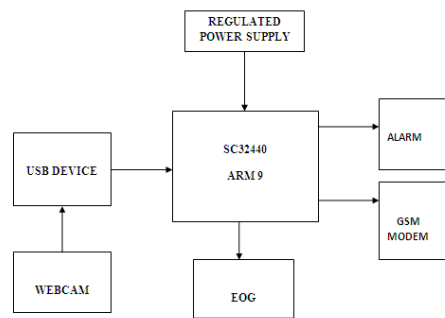 REGULATED
POWER SUPPLY
SC32440
ARM 9
ALARM
USB DEVICE
GSM
MODEM
WEBCAM
EOG